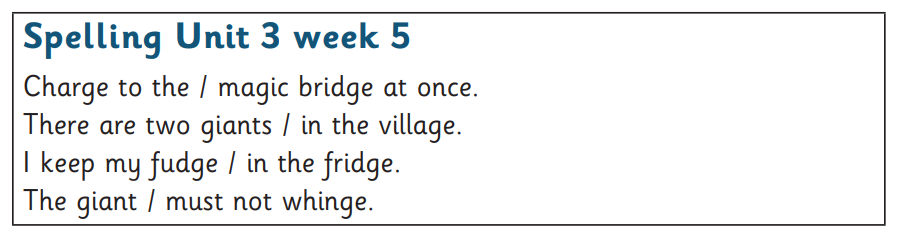 Spelling Unit 3 week 5
Charge to the / magic bridge at once.
There are two giants / in the village.
I keep my fudge / in the fridge.
The giant / must not whinge.